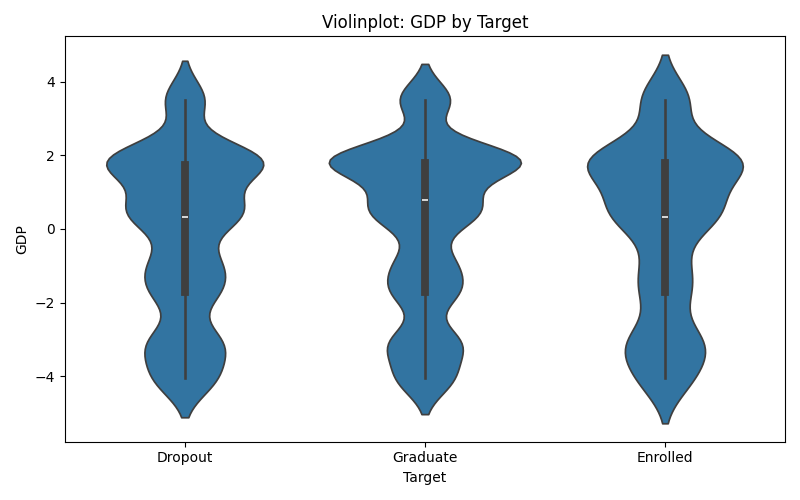 Violinplot: GDP by Target
GDP
4
2
0
−2
−4
Dropout Graduate Enrolled
Target